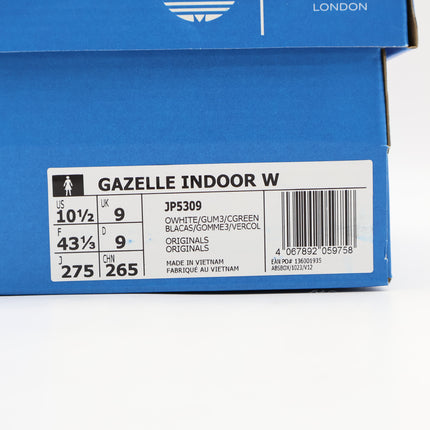 LONDON
GAZELLE INDOOR W
US 10½ UK 9
F 43⅓ D 9
J 275 CHN 265
JP5309
OWHITE/GUM3/CGREEN
BLACAS/GOMME3/VERCOL
ORIGINALS
ORIGINALS
MADE IN VIETNAM
FABRIQUÉ AU VIETNAM
4 067892 059758
EAN PO# 136001935
ABSBOX/1021/V12